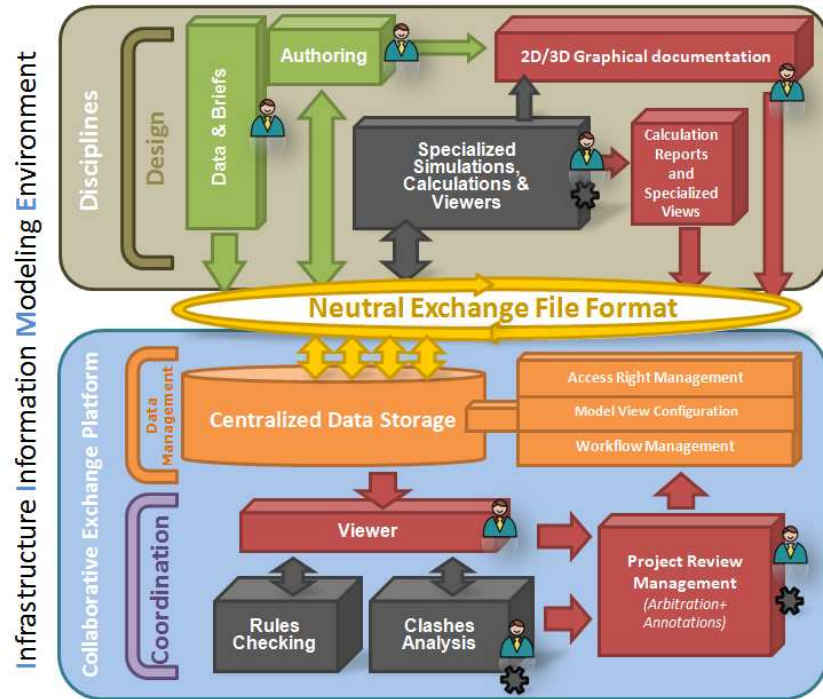 Infrastructure Information Modeling Environment
Disciplines
Design
Data & Briefs
Authoring
2D/3D Graphical documentation
Specialized
Simulations,
Calculations &
Viewers
Calculation
Reports
and
Specialized
Views
Neutral Exchange File Format
Collaborative Exchange Platform
Data
Management
Centralized Data Storage
Access Right Management
Model View Configuration
Workflow Management
Coordination
Viewer
Rules
Checking
Clashes
Analysis
Project Review
Management
(Arbitration+
Annotations)